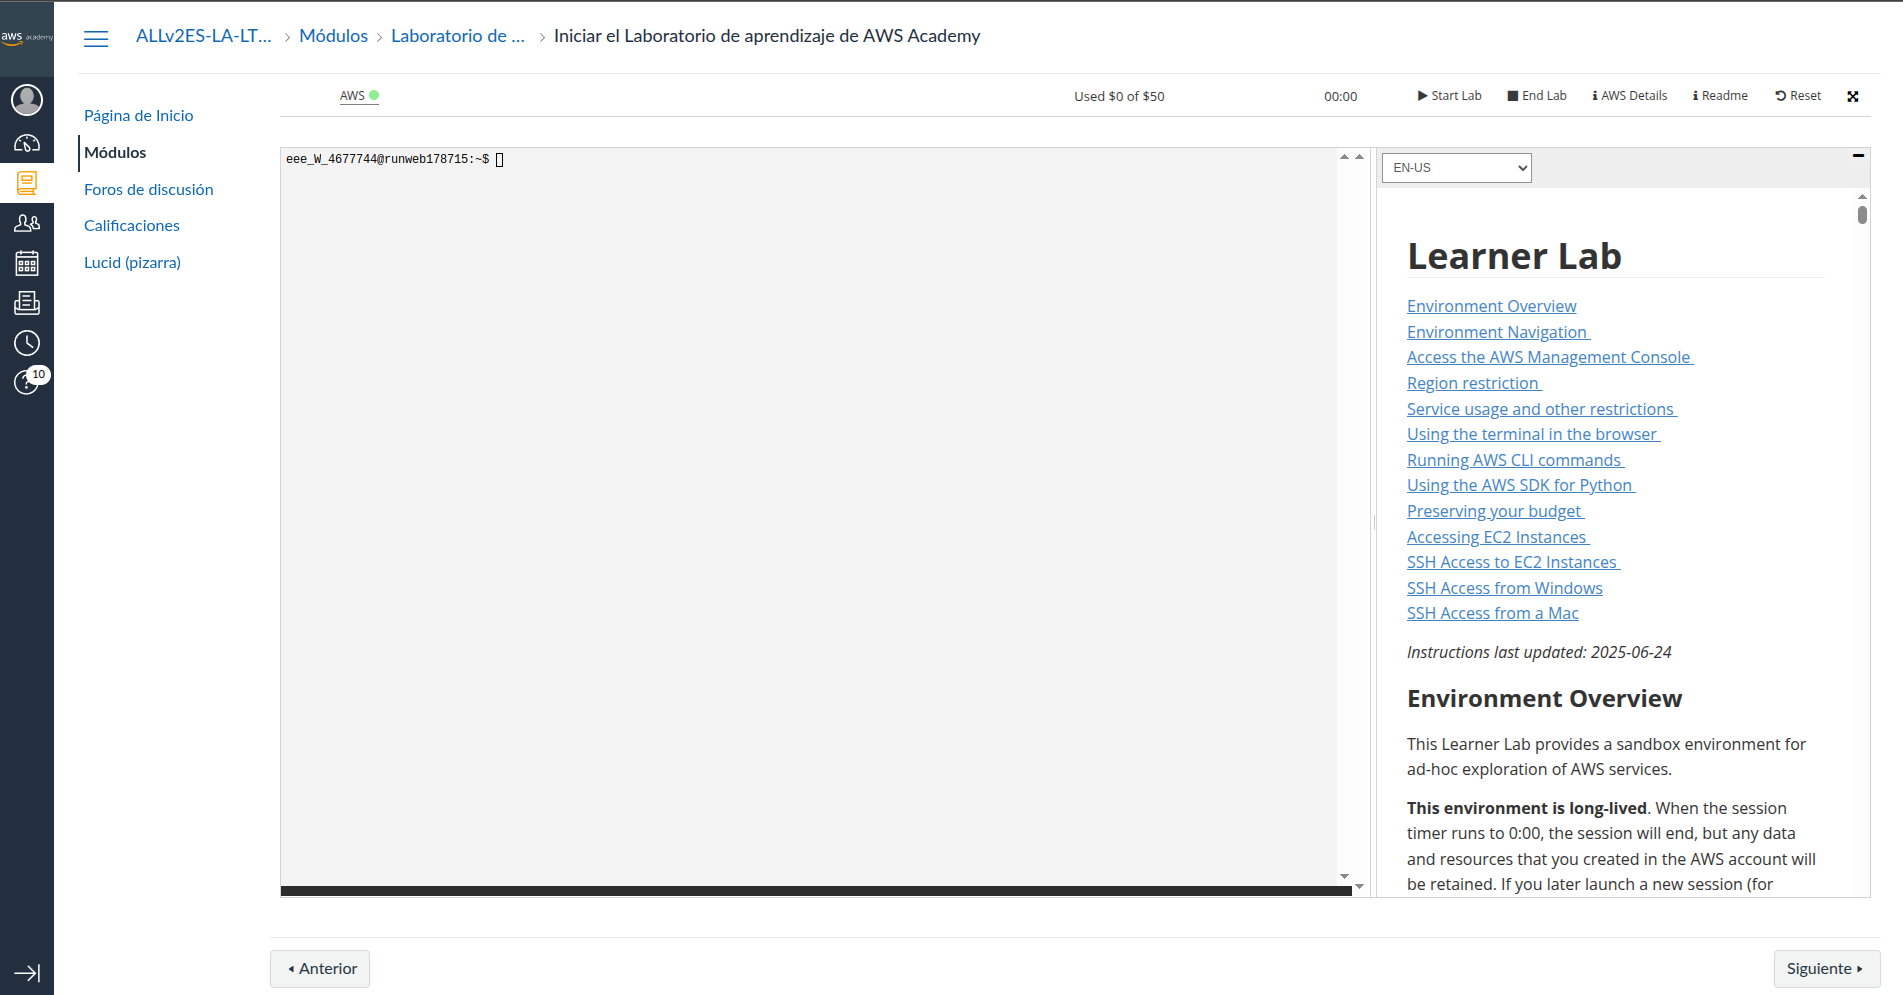 aws academy
ALLv2ES-LA-LT... > Módulos > Laboratorio de ... > Iniciar el Laboratorio de aprendizaje de AWS Academy
Página de Inicio
Módulos
Foros de discusión
Calificaciones
Lucid (pizarra)
10
AWS
Used $0 of $50
00:00
Start Lab
End Lab
AWS Details
Readme
Reset
eee_W_4677744@runweb178715:~$
EN-US
Learner Lab
Environment Overview
Environment Navigation
Access the AWS Management Console
Region restriction
Service usage and other restrictions
Using the terminal in the browser
Running AWS CLI commands
Using the AWS SDK for Python
Preserving your budget
Accessing EC2 Instances
SSH Access to EC2 Instances
SSH Access from Windows
SSH Access from a Mac
Instructions last updated: 2025-06-24
Environment Overview
This Learner Lab provides a sandbox environment for
ad-hoc exploration of AWS services.
This environment is long-lived. When the session
timer runs to 0:00, the session will end, but any data
and resources that you created in the AWS account will
be retained. If you later launch a new session (for
Anterior
Siguiente